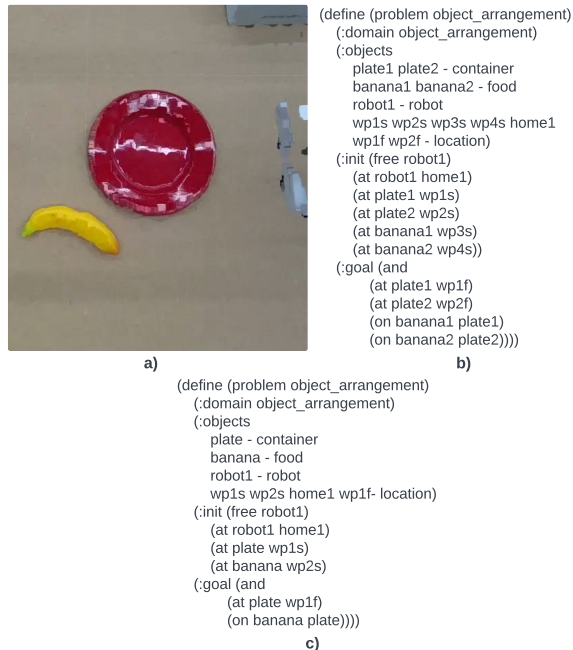 (define (problem object_arrangement)
(:domain object_arrangement)
(:objects
plate1 plate2 - container
banana1 banana2 - food
robot1 - robot
wp1s wp2s wp3s wp4s home1
wp1f wp2f - location)
(:init (free robot1)
(at robot1 home1)
(at plate1 wp1s)
(at plate2 wp2s)
(at banana1 wp3s)
(at banana2 wp4s))
(:goal (and
(at plate1 wp1f)
(at plate2 wp2f)
(on banana1 plate1)
(on banana2 plate2))))
a)
b)
(define (problem object_arrangement)
(:domain object_arrangement)
(:objects
plate - container
banana - food
robot1 - robot
wp1s wp2s home1 wp1f- location)
(:init (free robot1)
(at robot1 home1)
(at plate wp1s)
(at banana wp2s)
(:goal (and
(at plate wp1f)
(on banana plate))))
c)